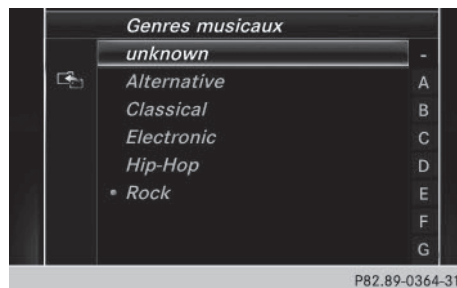 Genres musicaux
unknown -
Alternative A
Classical B
Electronic C
Hip-Hop D
• Rock E
F
G
P82.89-0364-31